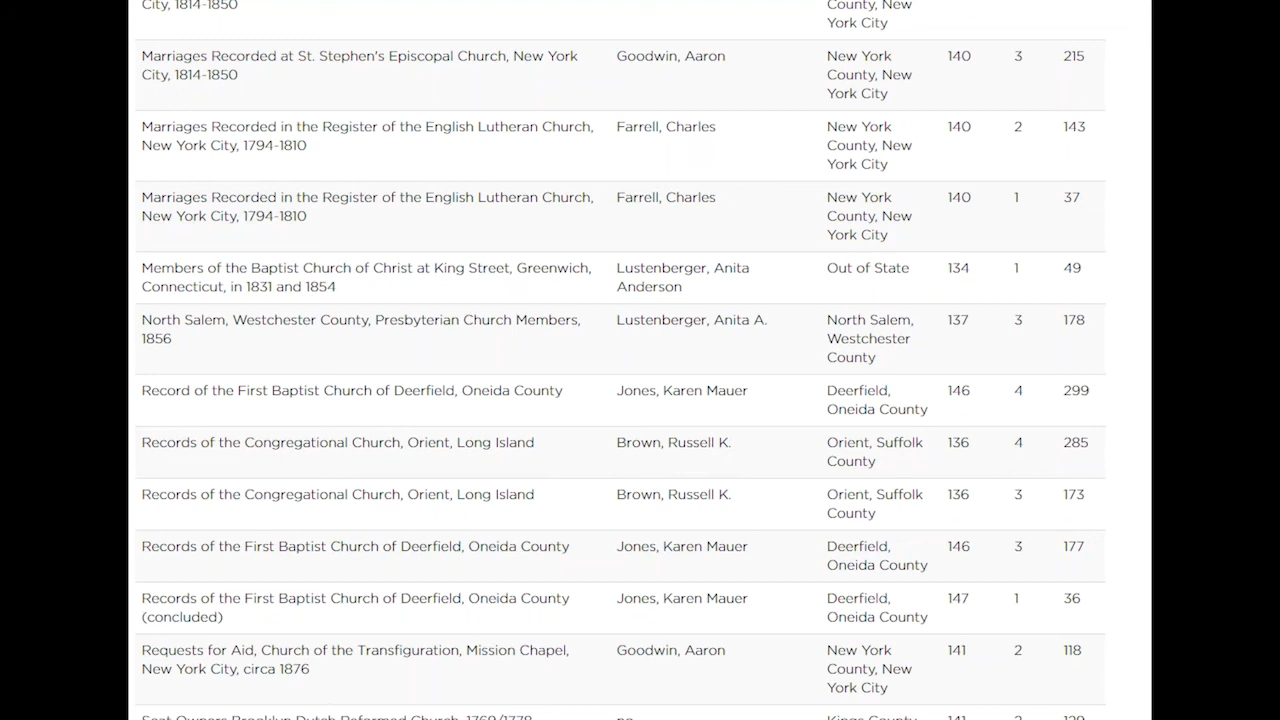 City, 1814-1850 County, New
York City
Marriages Recorded at St. Stephen's Episcopal Church, New York Goodwin, Aaron New York 140 3 215
City, 1814-1850 County, New
York City
Marriages Recorded in the Register of the English Lutheran Church, Farrell, Charles New York 140 2 143
New York City, 1794-1810 County, New
York City
Marriages Recorded in the Register of the English Lutheran Church, Farrell, Charles New York 140 1 37
New York City, 1794-1810 County, New
York City
Members of the Baptist Church of Christ at King Street, Greenwich, Lustenberger, Anita Out of State 134 1 49
Connecticut, in 1831 and 1854 Anderson
North Salem, Westchester County, Presbyterian Church Members, Lustenberger, Anita A. North Salem, 137 3 178
1856 Westchester
County
Record of the First Baptist Church of Deerfield, Oneida County Jones, Karen Mauer Deerfield, 146 4 299
Oneida County
Records of the Congregational Church, Orient, Long Island Brown, Russell K. Orient, Suffolk 136 4 285
County
Records of the Congregational Church, Orient, Long Island Brown, Russell K. Orient, Suffolk 136 3 173
County
Records of the First Baptist Church of Deerfield, Oneida County Jones, Karen Mauer Deerfield, 146 3 177
Oneida County
Records of the First Baptist Church of Deerfield, Oneida County Jones, Karen Mauer Deerfield, 147 1 36
(concluded) Oneida County
Requests for Aid, Church of the Transfiguration, Mission Chapel, Goodwin, Aaron New York 141 2 118
New York City, circa 1876 County, New
York City
Seat Owners Brooklyn Dutch Reformed Church, 1769/1778 Kings County 141